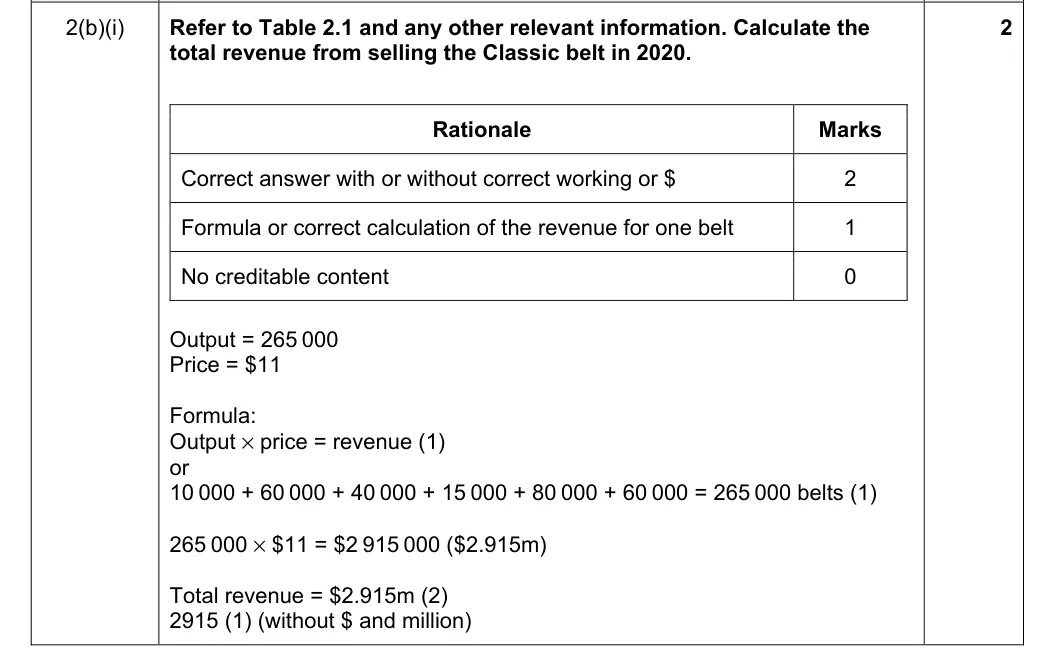 2(b)(i)
Refer to Table 2.1 and any other relevant information. Calculate the
total revenue from selling the Classic belt in 2020.
2
Rationale
Marks
Correct answer with or without correct working or $
2
Formula or correct calculation of the revenue for one belt
1
No creditable content
0
Output = 265 000
Price = $11
Formula:
Output × price = revenue (1)
or
10 000 + 60 000 + 40 000 + 15 000 + 80 000 + 60 000 = 265 000 belts (1)
265 000 × $11 = $2 915 000 ($2.915m)
Total revenue = $2.915m (2)
2915 (1) (without $ and million)